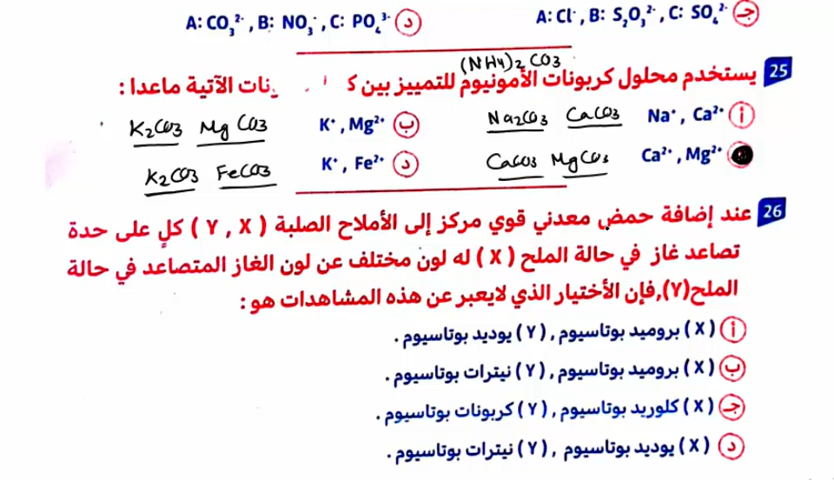 جـ A: Cl⁻, B: S₂O₃²⁻, C: SO₄²⁻
د A: CO₃²⁻, B: NO₃⁻, C: PO₄³⁻
(NH4)2 CO3
25 يستخدم محلول كربونات الأمونيوم للتمييز بين الآتية ماعدا :
أ Na⁺, Ca²⁺ CaCO3 Na2CO3
ب K⁺, Mg²⁺ MgCO3 K2CO3
Ca²⁺, Mg²⁺ MgCO3 CaCO3
د K⁺, Fe²⁺ FeCO3 K2CO3
26 عند إضافة حمض معدني قوي مركز إلى الأملاح الصلبة ( X , Y ) كل على حدة
تصاعد غاز في حالة الملح ( X ) له لون مختلف عن لون الغاز المتصاعد في حالة
الملح(Y),فإن الأختيار الذي لايعبر عن هذه المشاهدات هو :
أ ( X ) بروميد بوتاسيوم , ( Y ) يوديد بوتاسيوم .
ب ( X ) بروميد بوتاسيوم , ( Y ) نيترات بوتاسيوم .
جـ ( X ) كلوريد بوتاسيوم , ( Y ) كربونات بوتاسيوم .
د ( X ) يوديد بوتاسيوم , ( Y ) نيترات بوتاسيوم .